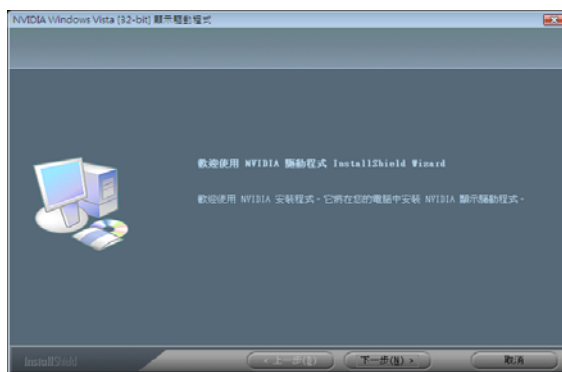 NVIDIA Windows Vista (32-bit) 顯示驅動程式
歡迎使用 NVIDIA 驅動程式 InstallShield Wizard
歡迎使用 NVIDIA 安裝程式。它將在您的電腦中安裝 NVIDIA 顯示驅動程式。
InstallShield
< 上一步(B)
下一步(N) >
取消